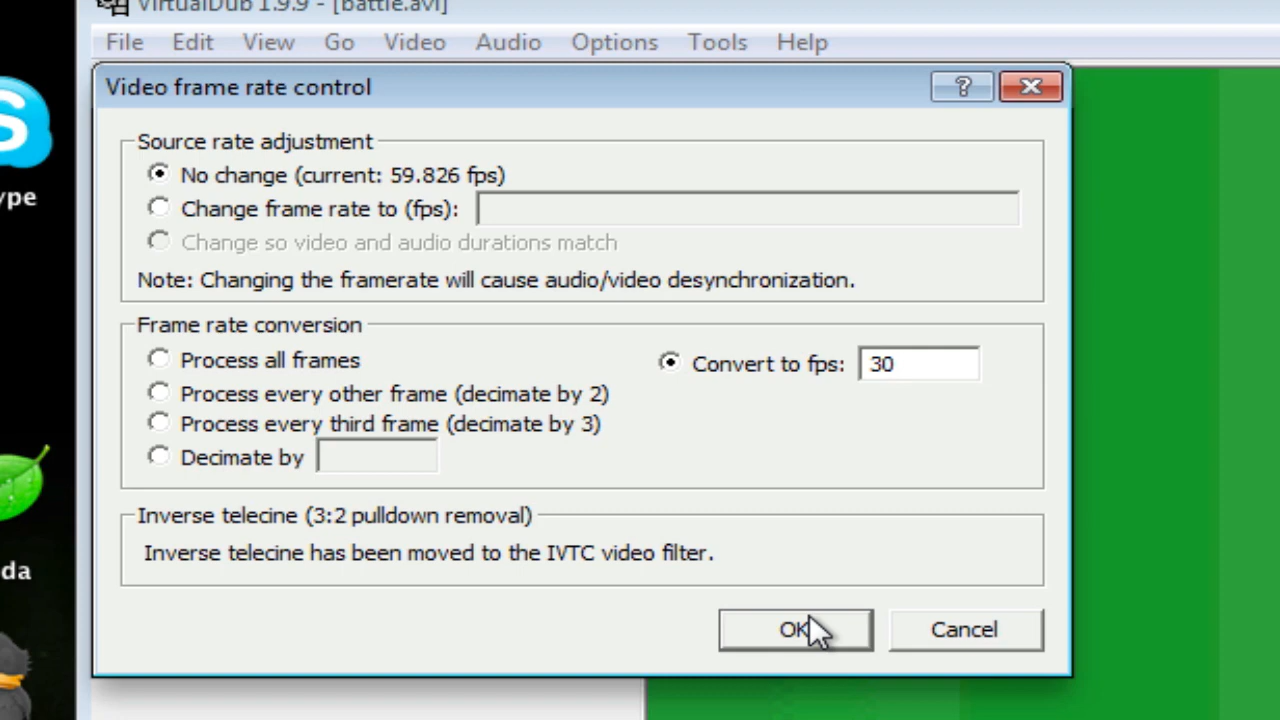 VirtualDub 1.9.9 - [battle.avi]
File Edit View Go Video Audio Options Tools Help
Video frame rate control
?
Source rate adjustment
No change (current: 59.826 fps)
Change frame rate to (fps):
Change so video and audio durations match
Note: Changing the framerate will cause audio/video desynchronization.
Frame rate conversion
Process all frames
Convert to fps: 30
Process every other frame (decimate by 2)
Process every third frame (decimate by 3)
Decimate by
Inverse telecine (3:2 pulldown removal)
Inverse telecine has been moved to the IVTC video filter.
OK Cancel
S
ype
da